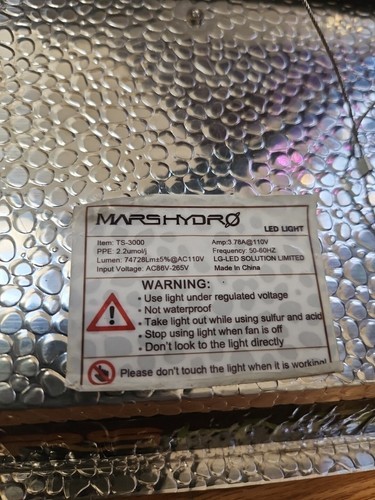 MARSHYDRO
LED LIGHT
Item: TS-3000
PPE: 2.2umol/j
Lumen: 74728Lm±5%@AC110V
Input Voltage: AC86V-265V
Amp:3.78A@110V
Frequency: 50-60HZ
LG-LED SOLUTION LIMITED
Made In China
WARNING:
• Use light under regulated voltage
• Not waterproof
• Take light out while using sulfur and acid
• Stop using light when fan is off
• Don't look to the light directly
Please don't touch the light when it is working!